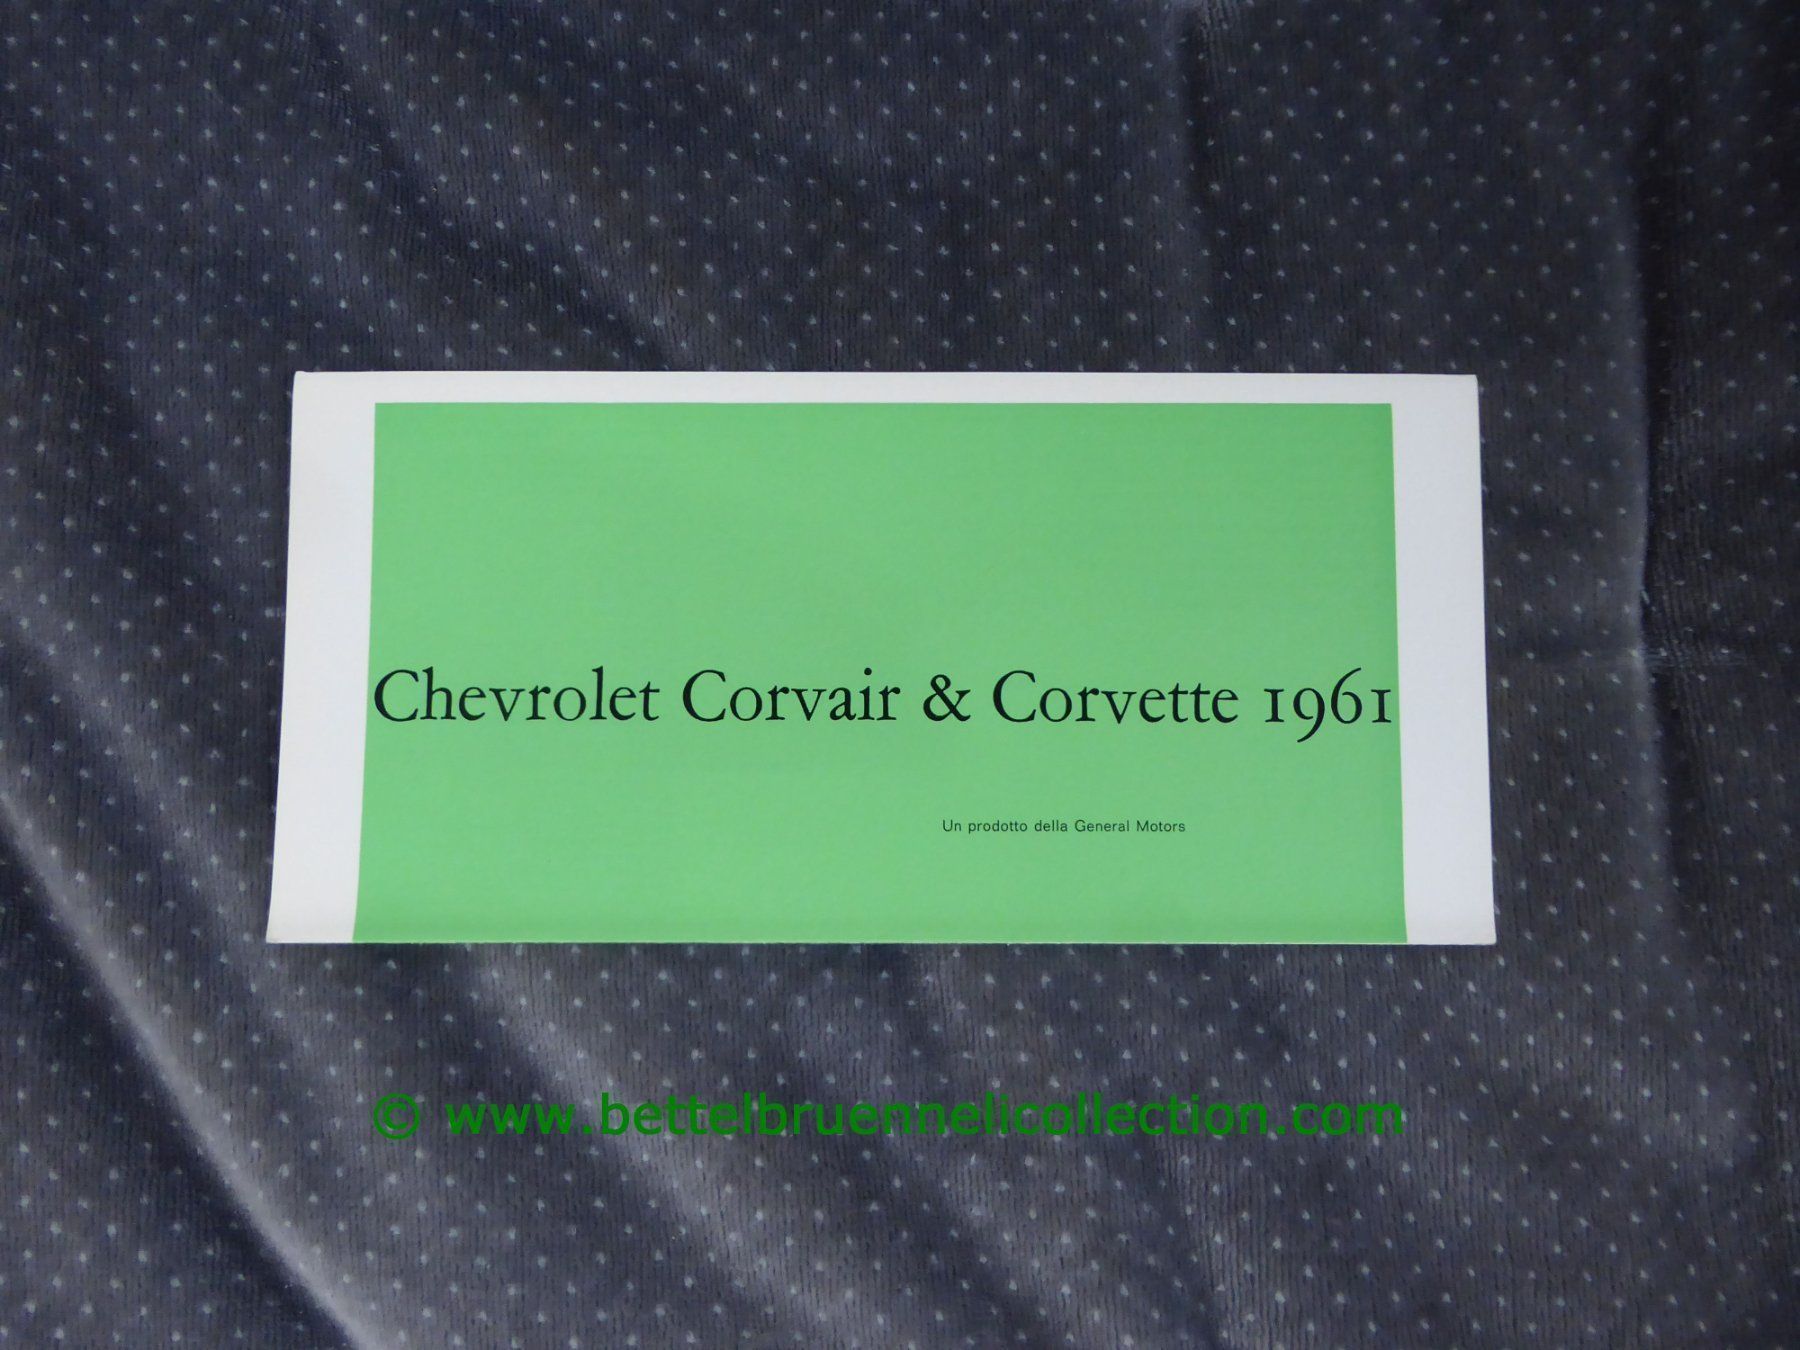 Chevrolet Corvair & Corvette 1961
Un prodotto della General Motors
© www.bettelbruennelicollection.com